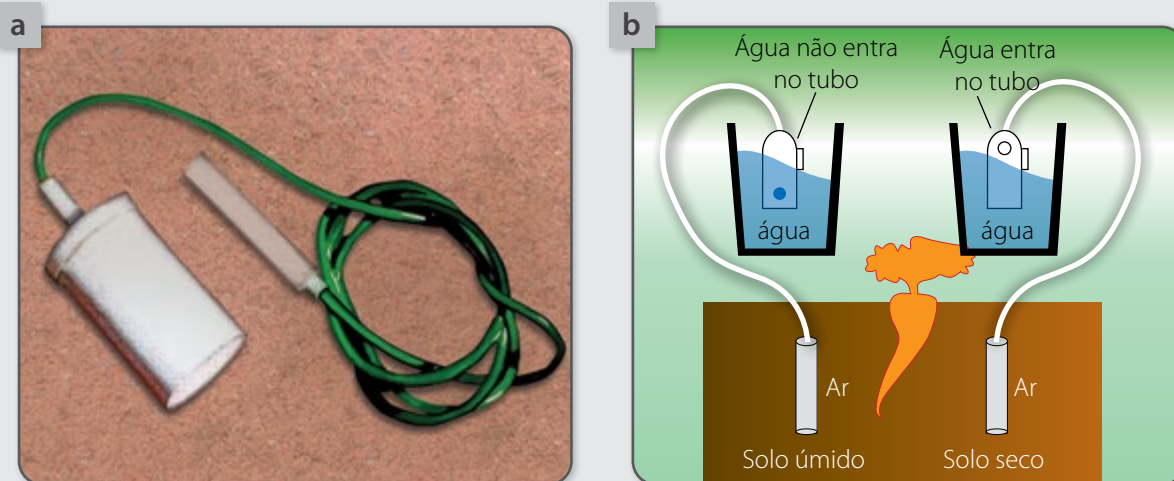 a
b
Água não entra
no tubo
Água entra
no tubo
água
água
Ar
Ar
Solo úmido
Solo seco